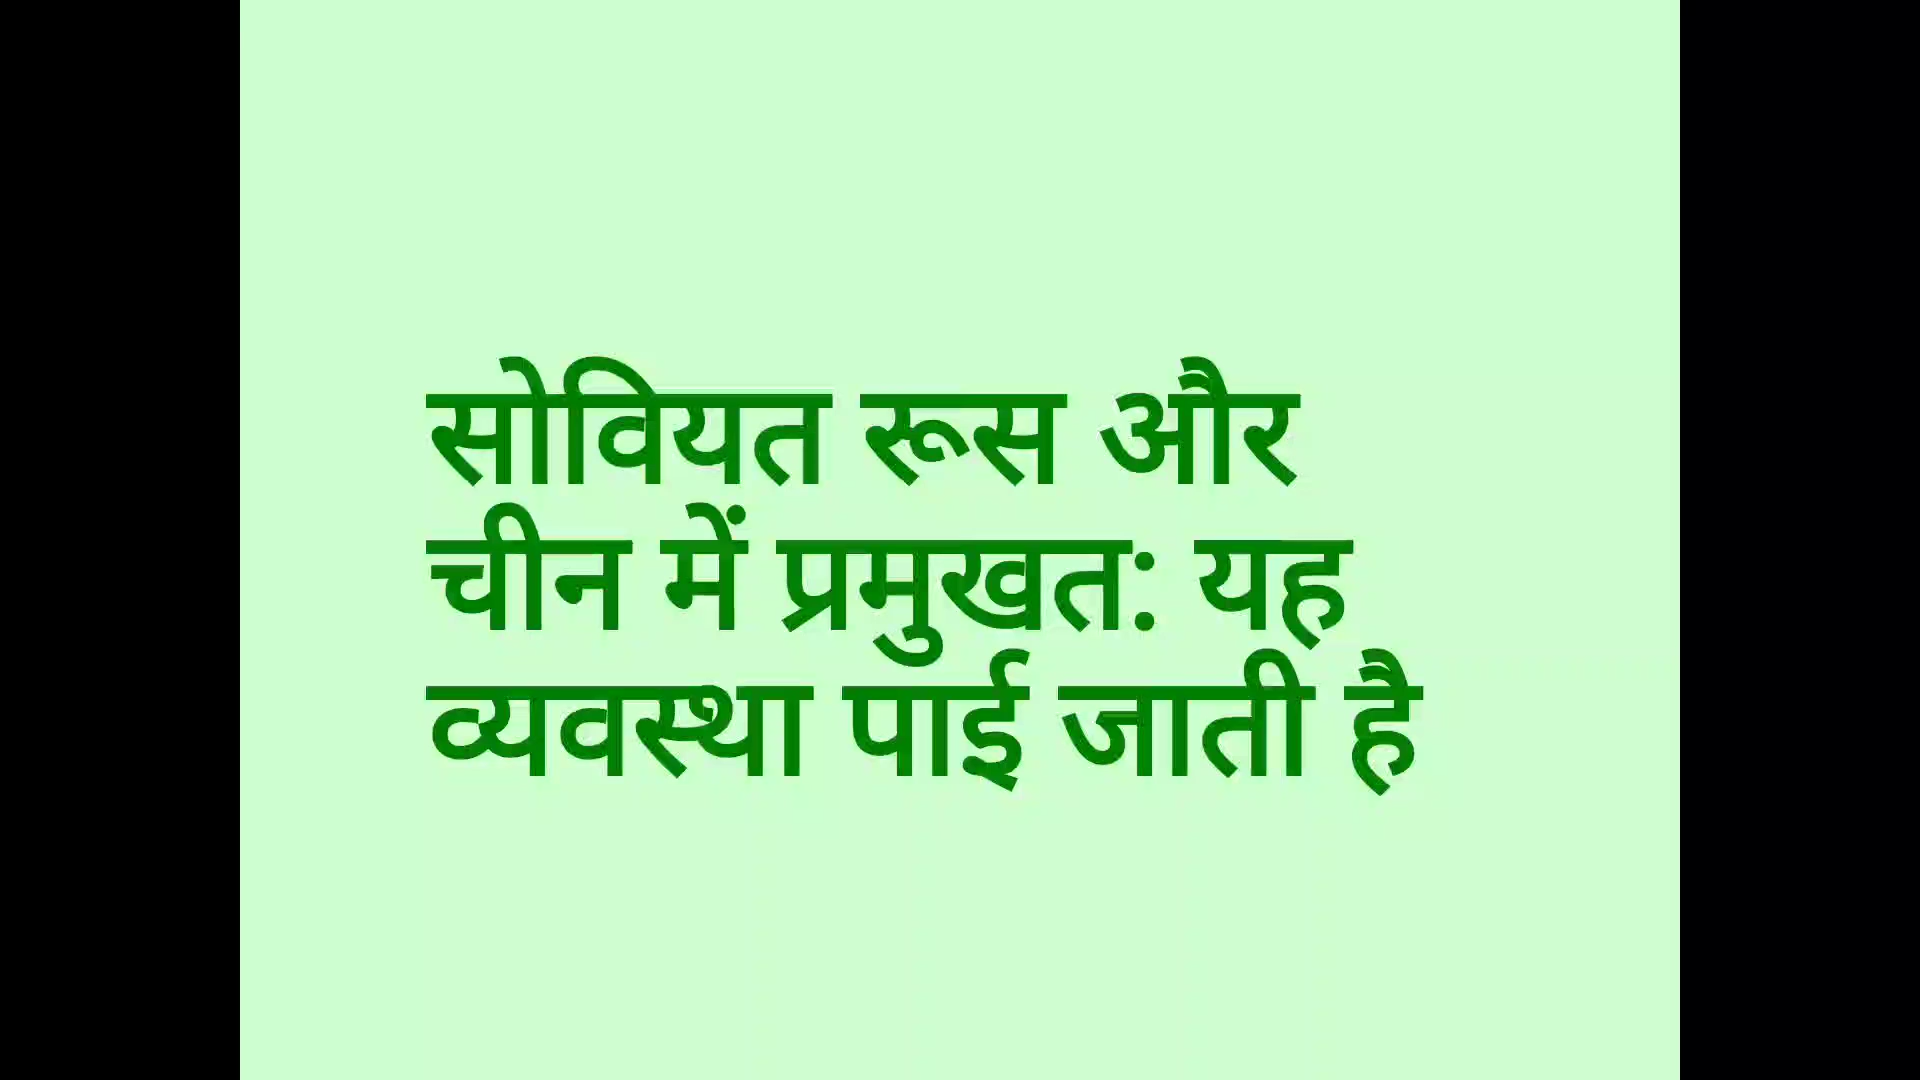 सोवियत रूस और
चीन में प्रमुखत: यह
व्यवस्था पाई जाती है